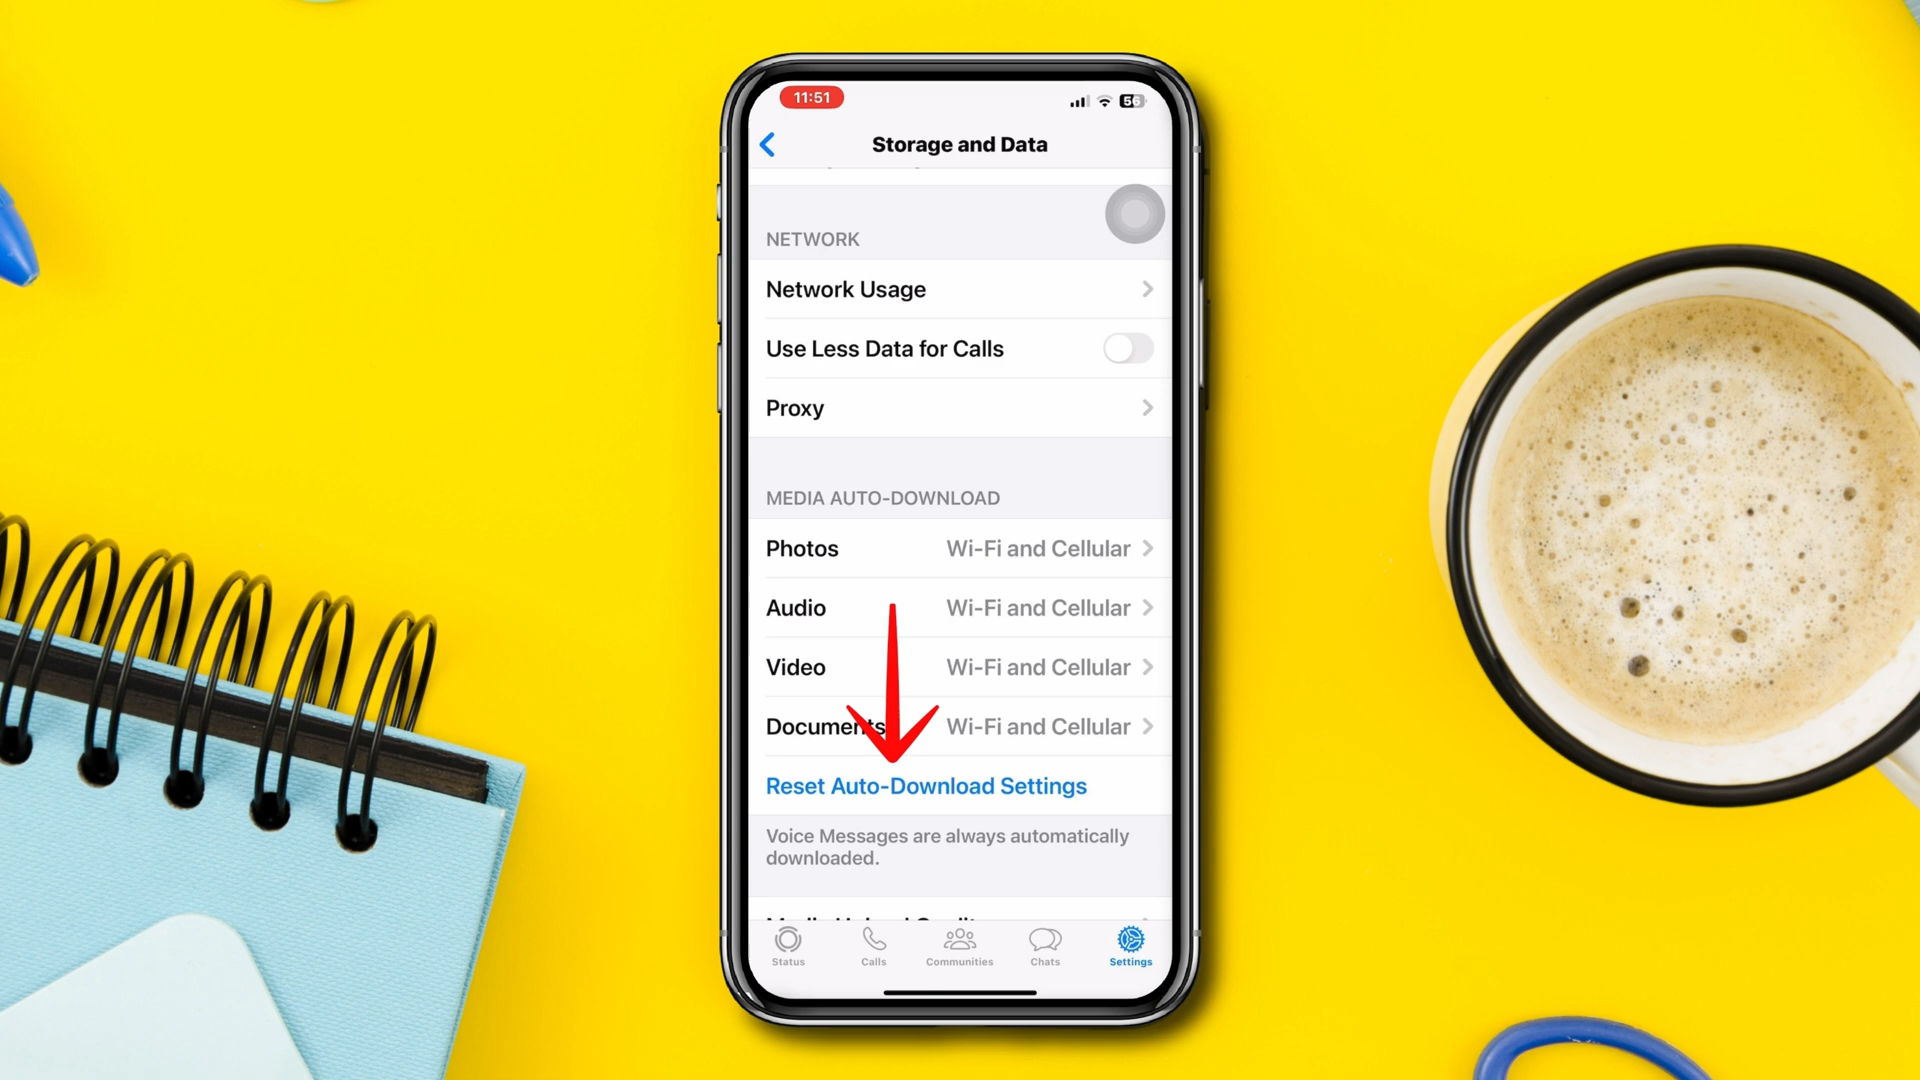 11:51
56
Storage and Data
NETWORK
Network Usage
Use Less Data for Calls
Proxy
MEDIA AUTO-DOWNLOAD
Photos Wi-Fi and Cellular
Audio Wi-Fi and Cellular
Video Wi-Fi and Cellular
Documents Wi-Fi and Cellular
Reset Auto-Download Settings
Voice Messages are always automatically
downloaded.
Status Calls Communities Chats Settings